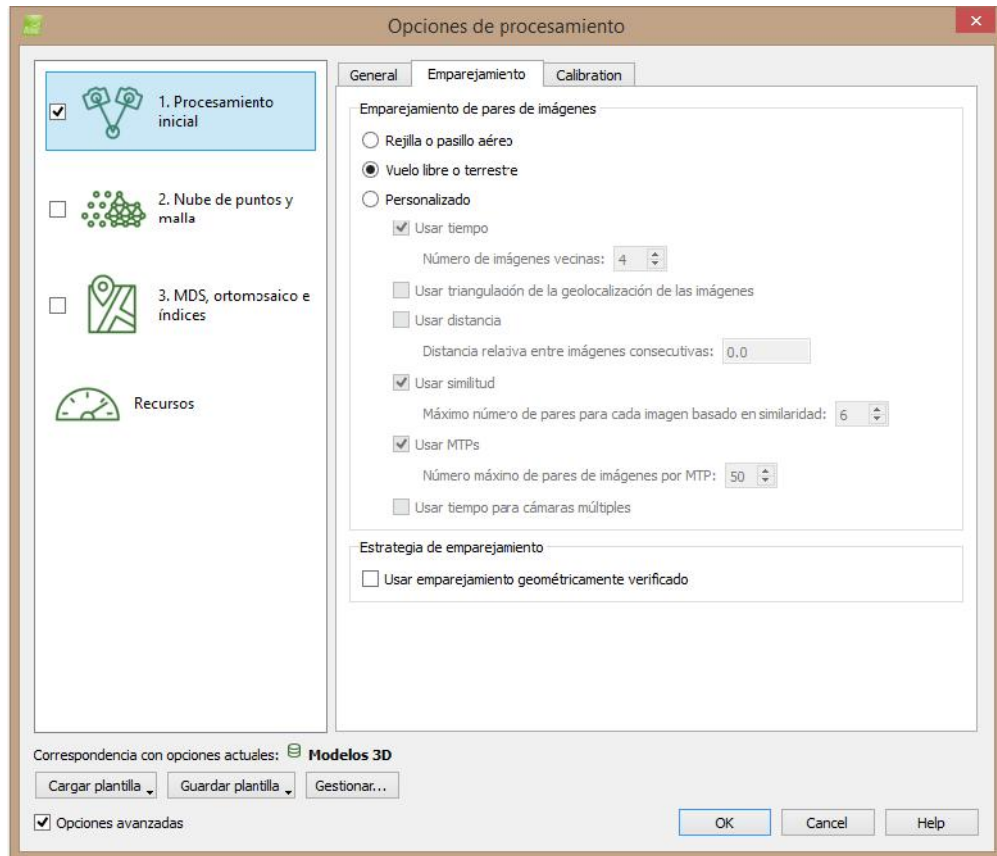 Opciones de procesamiento
1. Procesamiento
inicial
2. Nube de puntos y
malla
3. MDS, ortomosaico e
índices
Recursos
General
Emparejamiento
Calibration
Emparejamiento de pares de imágenes
Rejilla o pasillo aéreo
Vuelo libre o terrestre
Personalizado
Usar tiempo
Número de imágenes vecinas: 4
Usar triangulación de la geolocalización de las imágenes
Usar distancia
Distancia relativa entre imágenes consecutivas: 0.0
Usar similitud
Máximo número de pares para cada imagen basado en similaridad: 6
Usar MTPs
Número máximo de pares de imágenes por MTP: 50
Usar tiempo para cámaras múltiples
Estrategia de emparejamiento
Usar emparejamiento geométricamente verificado
Correspondencia con opciones actuales: Modelos 3D
Cargar plantilla
Guardar plantilla
Gestionar...
Opciones avanzadas
OK
Cancel
Help